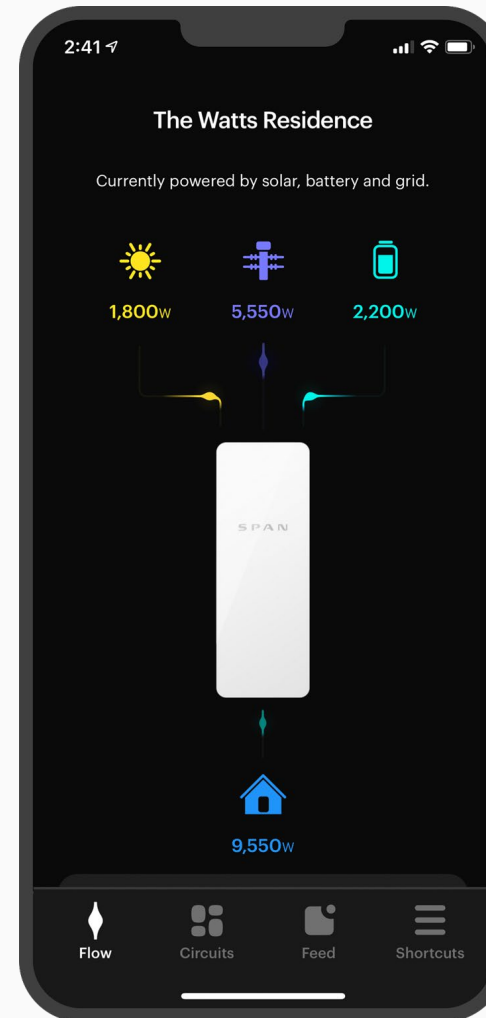 2:41
The Watts Residence
Currently powered by solar, battery and grid.
1,800W 5,550W 2,200W
SPAN
9,550W
Flow Circuits Feed Shortcuts